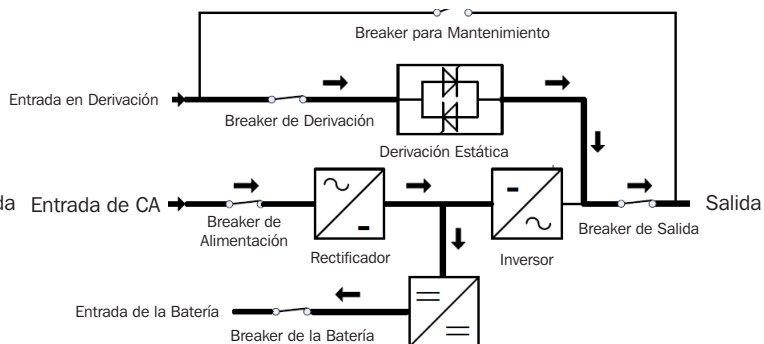 Breaker para Mantenimiento
Entrada en Derivación
Breaker de Derivación
Derivación Estática
da
Entrada de CA
Salida
Breaker de
Alimentación
Rectificador
Inversor
Breaker de Salida
Entrada de la Batería
Breaker de la Batería